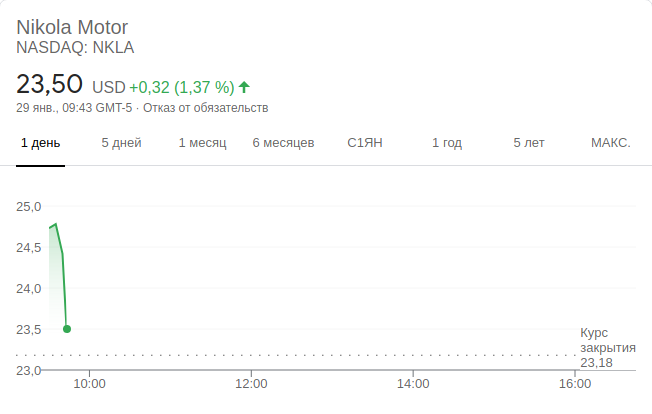 Nikola Motor
NASDAQ: NKLA
23,50 USD +0,32 (1,37 %)
29 янв., 09:43 GMT-5 · Отказ от обязательств
1 день 5 дней 1 месяц 6 месяцев С1ЯН 1 год 5 лет МАКС.
25,0
24,5
24,0
23,5
23,0
Курс
закрытия
23,18
10:00 12:00 14:00 16:00